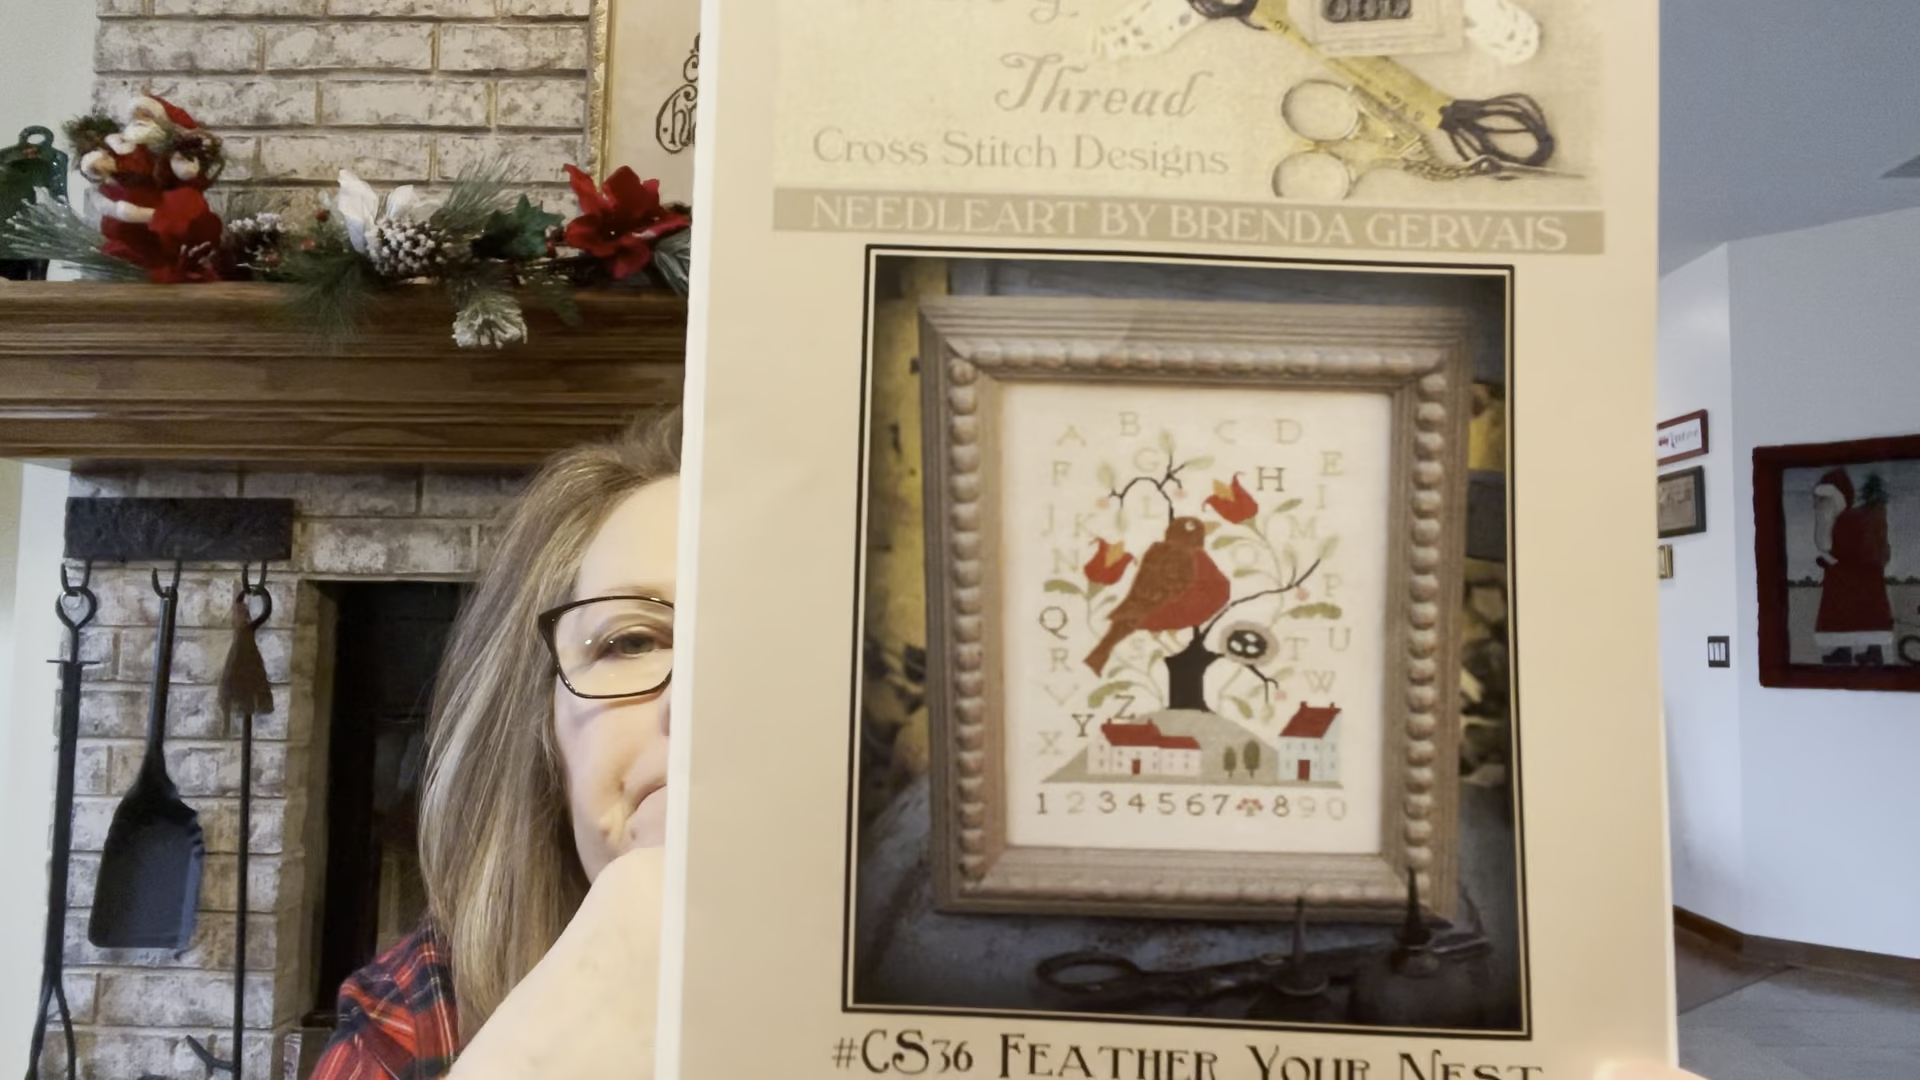 Thread
Cross Stitch Designs
NEEDLEART BY BRENDA GERVAIS
A B C D
F G H E
J K L M I
N O P
Q R S T U
V W
X Y Z
1 2 3 4 5 6 7 8 9 0
#CS36 FEATHER YOUR NEST